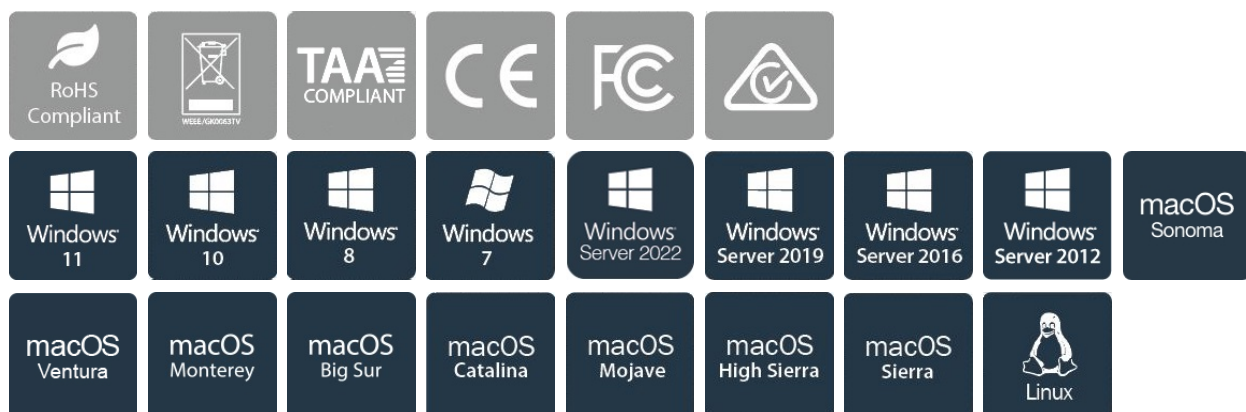 RoHS
Compliant
WEEE/GK0063TV
TAA
COMPLIANT
CE
FC
Windows
11
Windows
10
Windows
8
Windows
7
Windows
Server 2022
Windows
Server 2019
Windows
Server 2016
Windows
Server 2012
macOS
Sonoma
macOS
Ventura
macOS
Monterey
macOS
Big Sur
macOS
Catalina
macOS
Mojave
macOS
High Sierra
macOS
Sierra
Linux